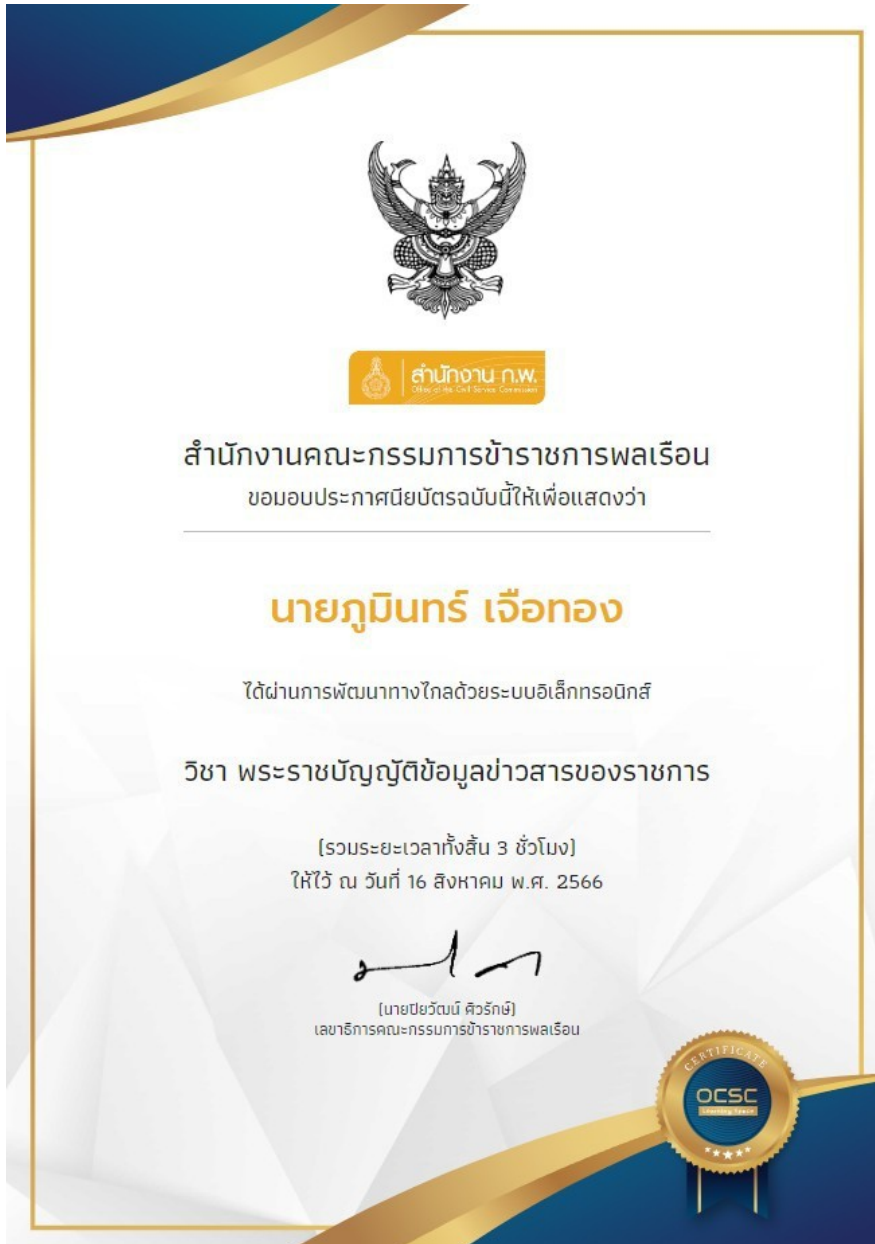 สำนักงาน ก.พ.
Office of the Civil Service Commission
สำนักงานคณะกรรมการข้าราชการพลเรือน
ขอมอบประกาศนียบัตรฉบับนี้ให้เพื่อแสดงว่า
นายภูมินทร์ เจือทอง
ได้ผ่านการพัฒนาทางไกลด้วยระบบอิเล็กทรอนิกส์
วิชา พระราชบัญญัติข้อมูลข่าวสารของราชการ
(รวมระยะเวลาทั้งสิ้น 3 ชั่วโมง)
ให้ไว้ ณ วันที่ 16 สิงหาคม พ.ศ. 2566
(นายปิยวัฒน์ ศิวรักษ์)
เลขาธิการคณะกรรมการข้าราชการพลเรือน
CERTIFICATE
OCSC
Learning Space